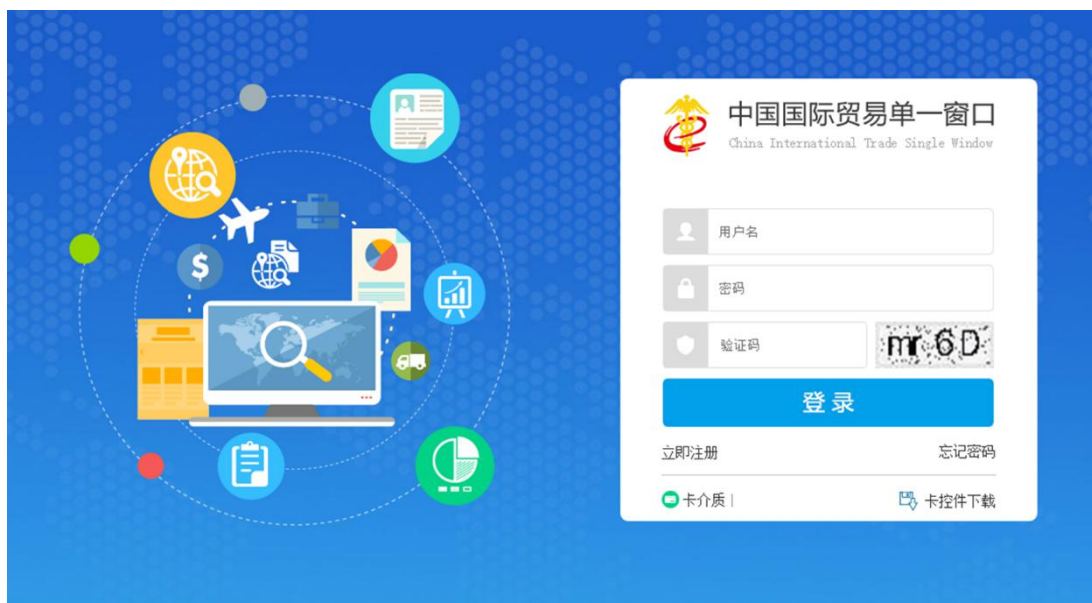 中国国际贸易单一窗口
China International Trade Single Window
用户名
密码
验证码
mr6D
登录
立即注册
忘记密码
卡介质
卡控件下载